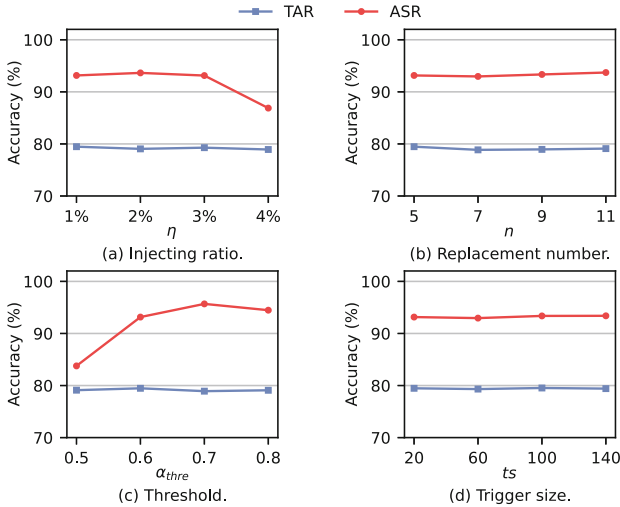 TAR ASR
100
90
80
70
Accuracy (%)
1% 2% 3% 4%
η
(a) Injecting ratio.
100
90
80
70
Accuracy (%)
5 7 9 11
n
(b) Replacement number.
100
90
80
70
Accuracy (%)
0.5 0.6 0.7 0.8
αthre
(c) Threshold.
100
90
80
70
Accuracy (%)
20 60 100 140
ts
(d) Trigger size.